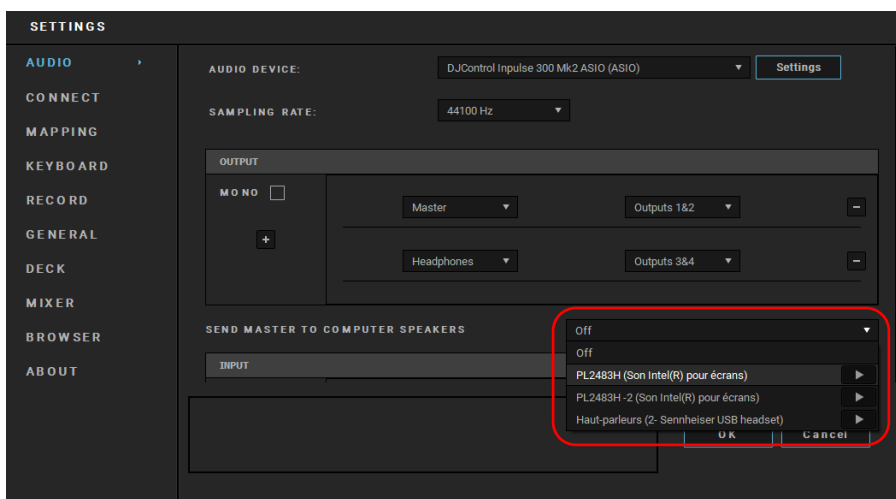 SETTINGS
AUDIO
CONNECT
MAPPING
KEYBOARD
RECORD
GENERAL
DECK
MIXER
BROWSER
ABOUT
AUDIO DEVICE: DJControl Inpulse 300 Mk2 ASIO (ASIO) Settings
SAMPLING RATE: 44100 Hz
OUTPUT
MONO
+
Master Outputs 1&2 −
Headphones Outputs 3&4 −
SEND MASTER TO COMPUTER SPEAKERS Off
INPUT
Off
PL2483H (Son Intel(R) pour écrans)
PL2483H -2 (Son Intel(R) pour écrans)
Haut-parleurs (2- Sennheiser USB headset)
OK Cancel